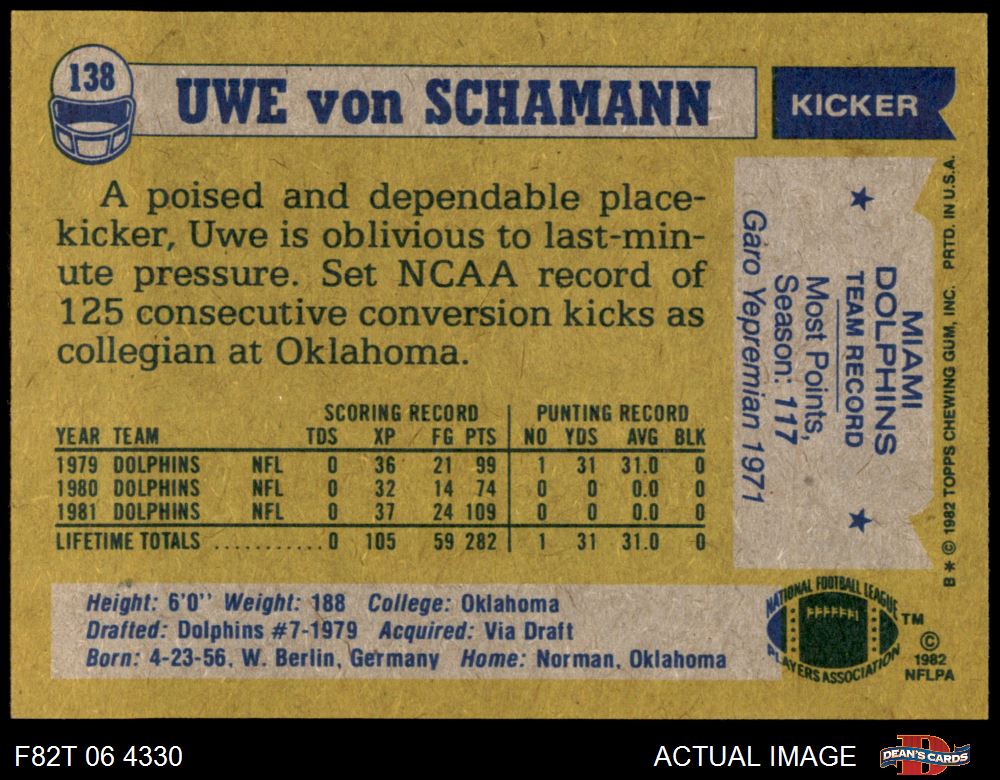 138
UWE von SCHAMANN
KICKER
A poised and dependable place-
kicker, Uwe is oblivious to last-min-
ute pressure. Set NCAA record of
125 consecutive conversion kicks as
collegian at Oklahoma.
SCORING RECORD PUNTING RECORD
YEAR TEAM TDS XP FG PTS NO YDS AVG BLK
1979 DOLPHINS NFL 0 36 21 99 1 31 31.0 0
1980 DOLPHINS NFL 0 32 14 74 0 0 0.0 0
1981 DOLPHINS NFL 0 37 24 109 0 0 0.0 0
LIFETIME TOTALS ........... 0 105 59 282 1 31 31.0 0
Height: 6'0" Weight: 188 College: Oklahoma
Drafted: Dolphins #7-1979 Acquired: Via Draft
Born: 4-23-56, W. Berlin, Germany Home: Norman, Oklahoma
MIAMI
DOLPHINS
TEAM RECORD
Most Points,
Season: 117
Garo Yepremian 1971
B * © 1982 TOPPS CHEWING GUM, INC. PRTD. IN U.S.A.
NATIONAL FOOTBALL LEAGUE
PLAYERS ASSOCIATION
TM
©
1982
NFLPA
F82T 06 4330
ACTUAL IMAGE
DEAN'S CARDS